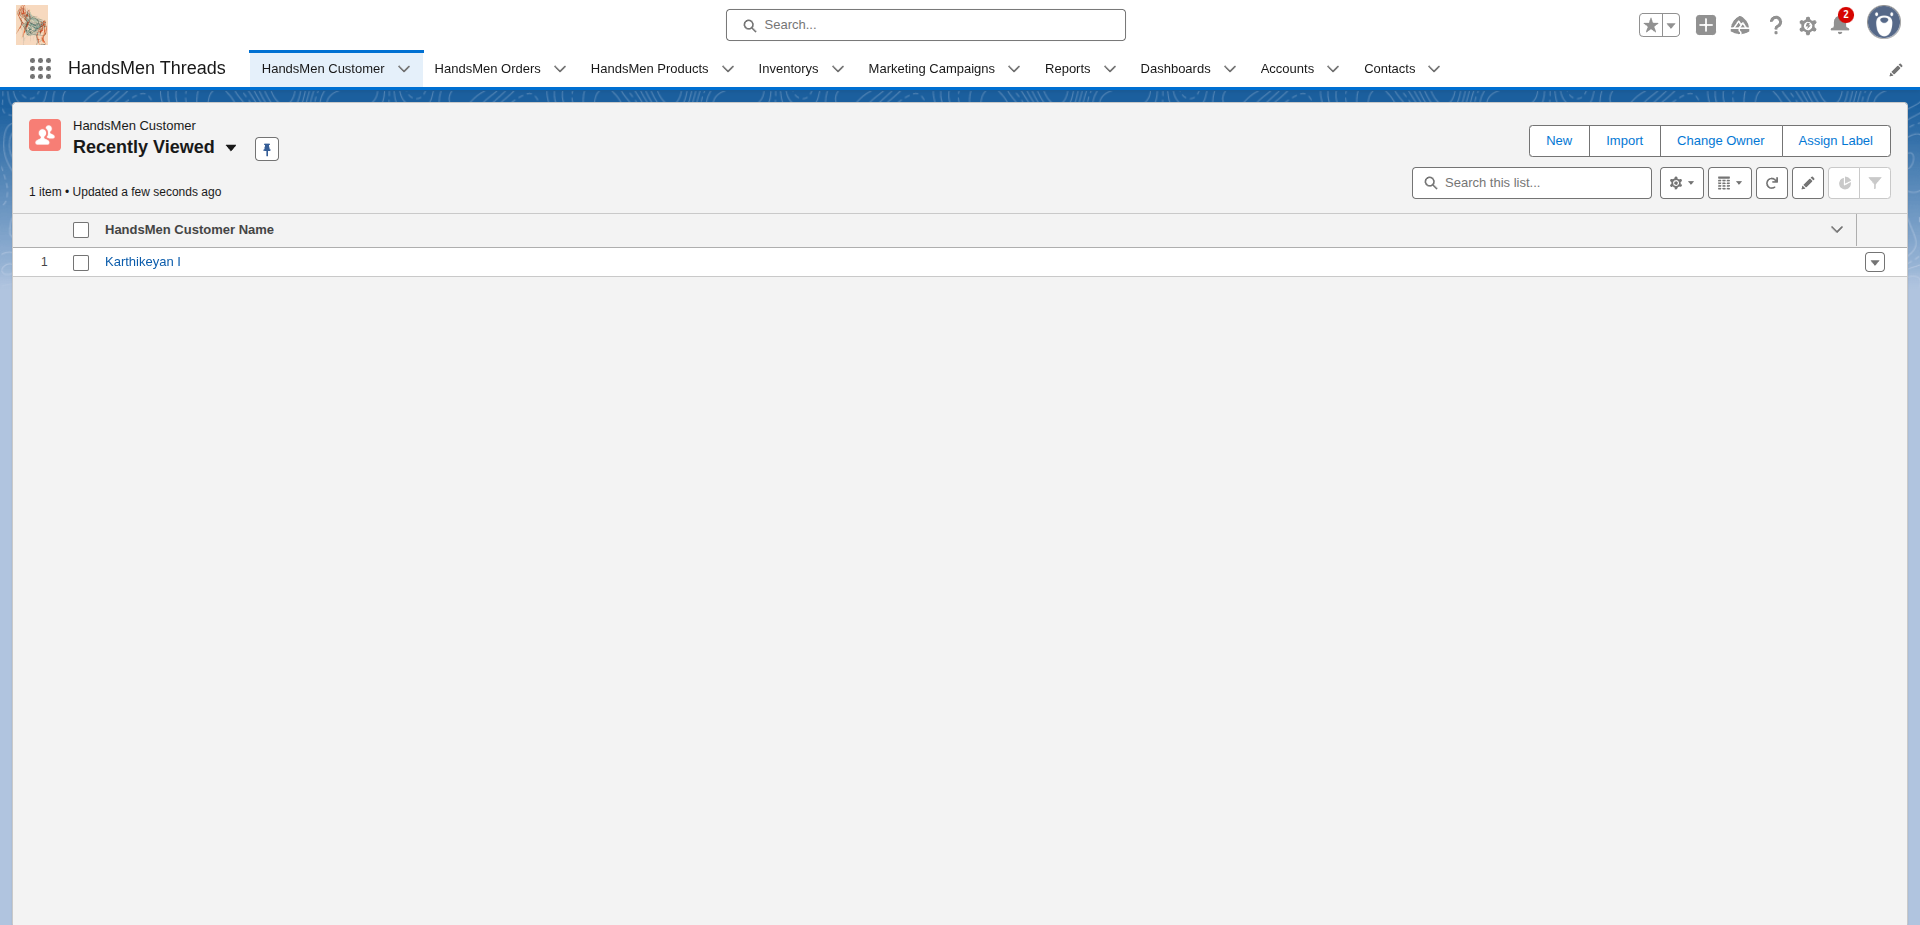 Search...
2
HandsMen Threads
HandsMen Customer
HandsMen Orders
HandsMen Products
Inventorys
Marketing Campaigns
Reports
Dashboards
Accounts
Contacts
HandsMen Customer
Recently Viewed
New
Import
Change Owner
Assign Label
1 item • Updated a few seconds ago
Search this list...
HandsMen Customer Name
1
Karthikeyan I